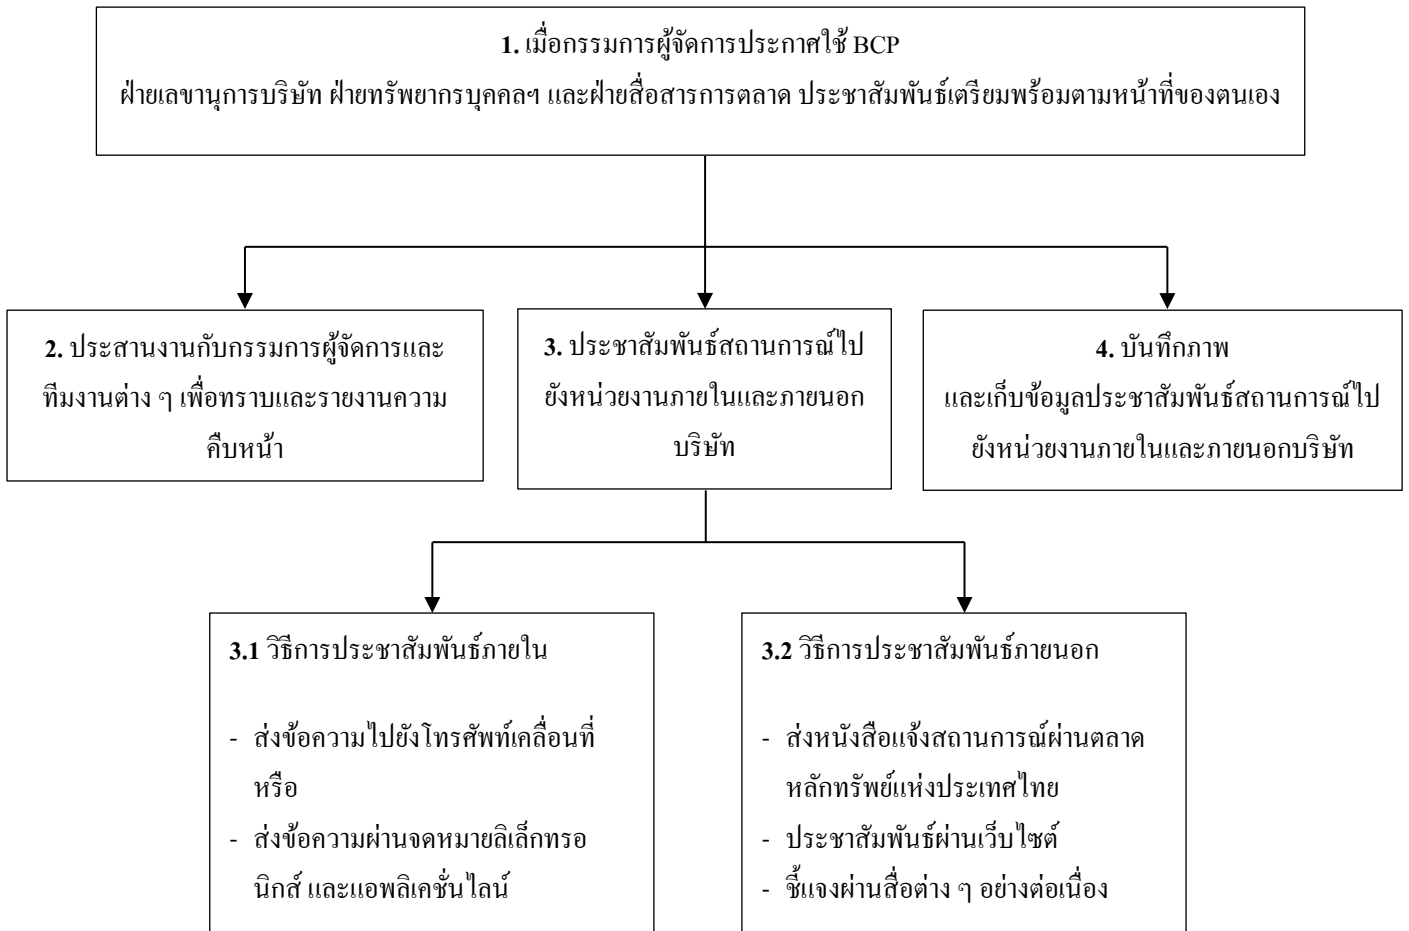 1. เมื่อกรรมการผู้จัดการประกาศใช้ BCP
ฝ่ายเลขานุการบริษัท ฝ่ายทรัพยากรบุคคลฯ และฝ่ายสื่อสารการตลาด ประชาสัมพันธ์เตรียมพร้อมตามหน้าที่ของตนเอง
2. ประสานงานกับกรรมการผู้จัดการและ
ทีมงานต่าง ๆ เพื่อทราบและรายงานความ
คืบหน้า
3. ประชาสัมพันธ์สถานการณ์ไป
ยังหน่วยงานภายในและภายนอก
บริษัท
4. บันทึกภาพ
และเก็บข้อมูลประชาสัมพันธ์สถานการณ์ไป
ยังหน่วยงานภายในและภายนอกบริษัท
3.1 วิธีการประชาสัมพันธ์ภายใน
- ส่งข้อความไปยังโทรศัพท์เคลื่อนที่
หรือ
- ส่งข้อความผ่านจดหมายลิเล็กทรอ
นิกส์ และแอพลิเคชั่นไลน์
3.2 วิธีการประชาสัมพันธ์ภายนอก
- ส่งหนังสือแจ้งสถานการณ์ผ่านตลาด
หลักทรัพย์แห่งประเทศไทย
- ประชาสัมพันธ์ผ่านเว็บไซต์
- ชี้แจงผ่านสื่อต่าง ๆ อย่างต่อเนื่อง